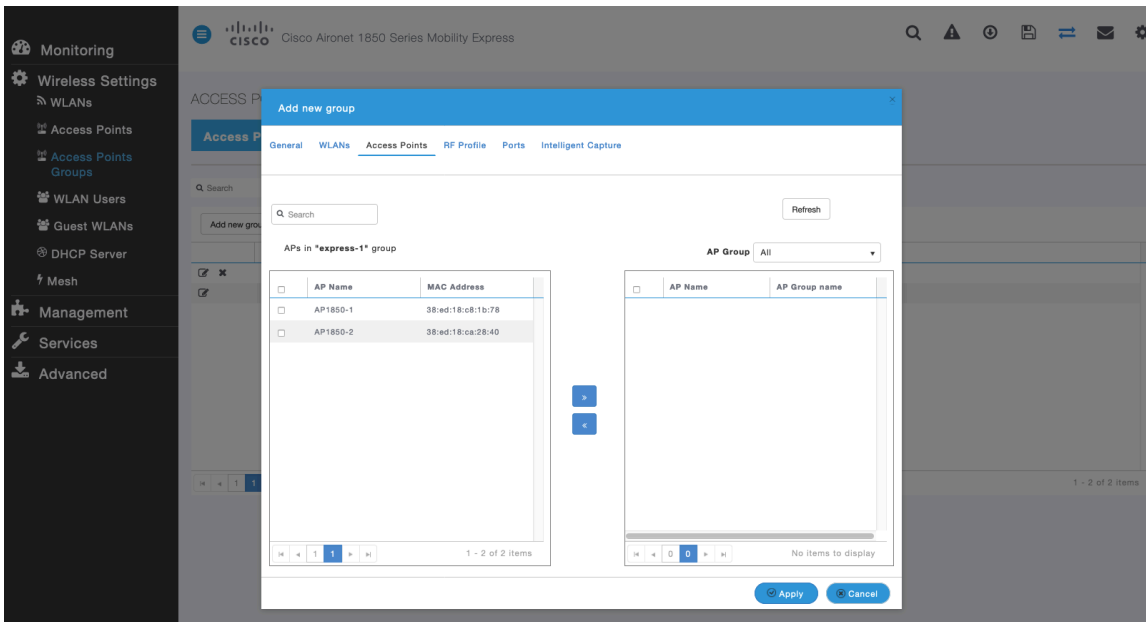 Monitoring
Wireless Settings
WLANs
Access Points
Access Points
Groups
WLAN Users
Guest WLANs
DHCP Server
Mesh
Management
Services
Advanced
CISCO Cisco Aironet 1850 Series Mobility Express
ACCESS P
Access P
Search
Add new grou
1 1
1 - 2 of 2 items
Add new group
General WLANs Access Points RF Profile Ports Intelligent Capture
Search
Refresh
APs in "express-1" group
AP Group All
AP Name MAC Address
AP1850-1 38:ed:18:c8:1b:78
AP1850-2 38:ed:18:ca:28:40
1 1 1 - 2 of 2 items
AP Name AP Group name
» 
«
0 0 No items to display
Apply Cancel